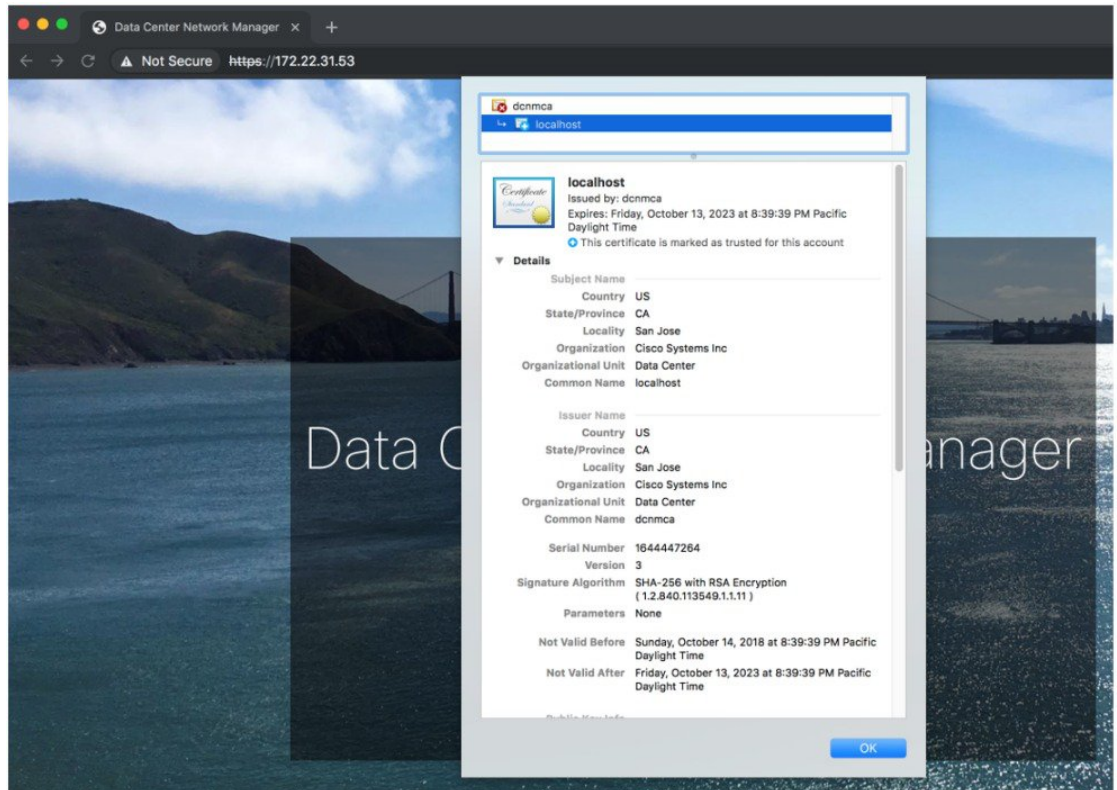 Data Center Network Manager
Not Secure https://172.22.31.53
dcnmca
localhost
Certificate
Standard
localhost
Issued by: dcnmca
Expires: Friday, October 13, 2023 at 8:39:39 PM Pacific
Daylight Time
This certificate is marked as trusted for this account
Details
Subject Name
Country US
State/Province CA
Locality San Jose
Organization Cisco Systems Inc
Organizational Unit Data Center
Common Name localhost
Issuer Name
Country US
State/Province CA
Locality San Jose
Organization Cisco Systems Inc
Organizational Unit Data Center
Common Name dcnmca
Serial Number 1644447264
Version 3
Signature Algorithm SHA-256 with RSA Encryption
( 1.2.840.113549.1.1.11 )
Parameters None
Not Valid Before Sunday, October 14, 2018 at 8:39:39 PM Pacific
Daylight Time
Not Valid After Friday, October 13, 2023 at 8:39:39 PM Pacific
Daylight Time
Public Key Info
OK
Data C anager